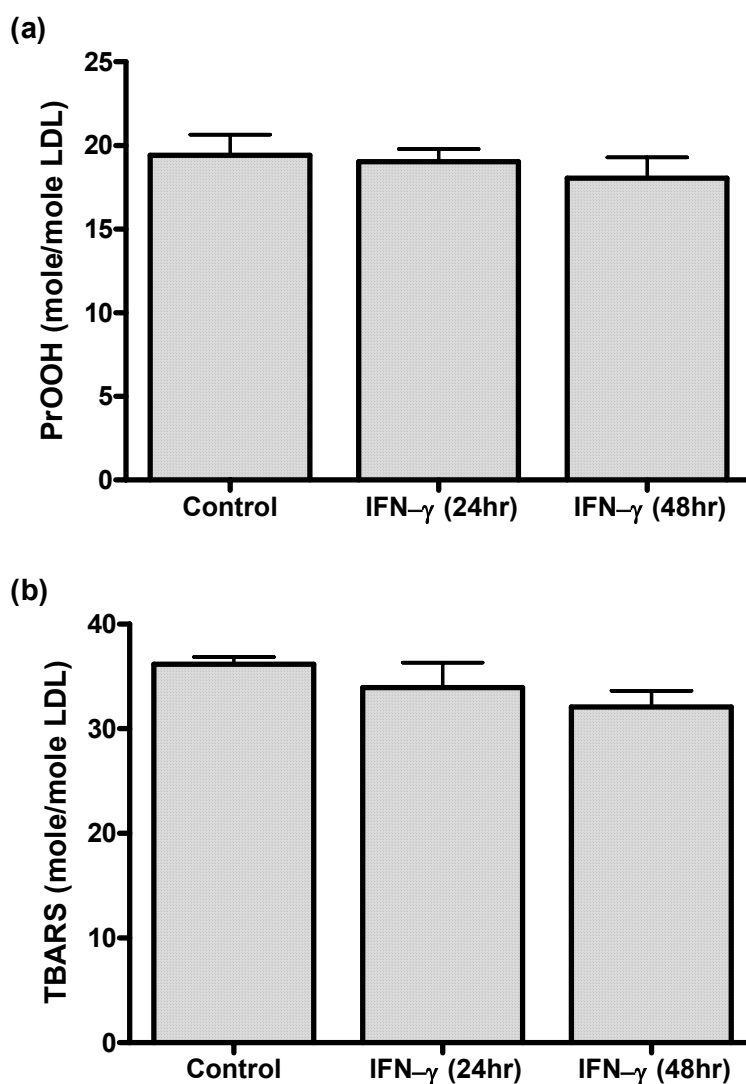 (a)
PrOOH (mole/mole LDL)
25
20
15
10
5
0
Control IFN–γ (24hr) IFN–γ (48hr)
(b)
TBARS (mole/mole LDL)
40
30
20
10
0
Control IFN–γ (24hr) IFN–γ (48hr)